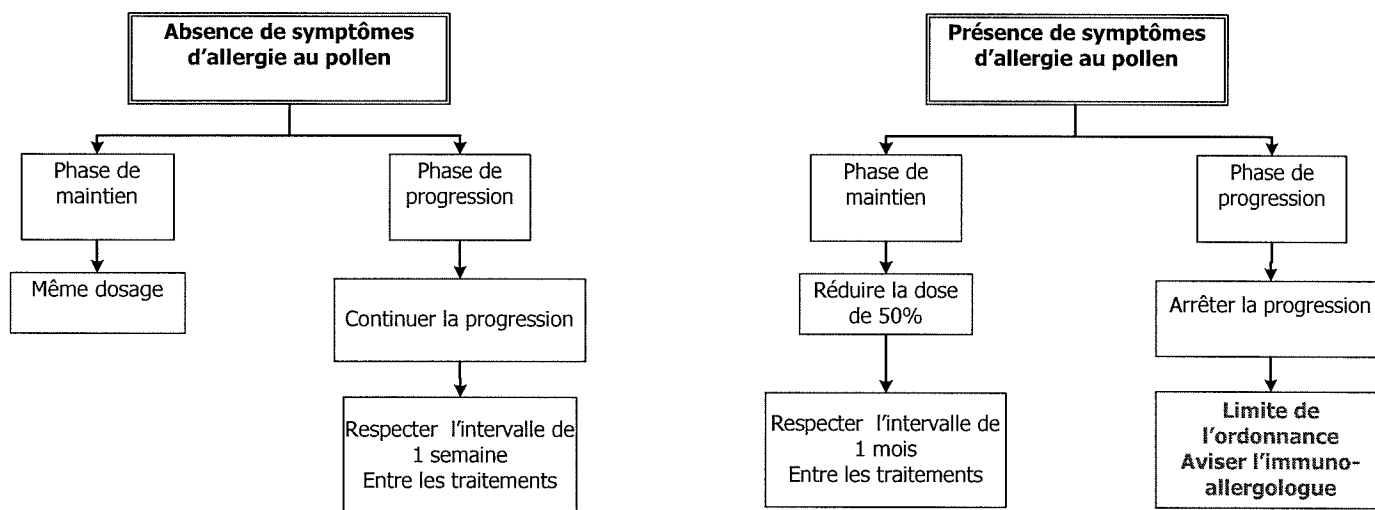 Absence de symptômes
d'allergie au pollen
Phase de
maintien
Même dosage
Phase de
progression
Continuer la progression
Respecter l'intervalle de
1 semaine
Entre les traitements
Présence de symptômes
d'allergie au pollen
Phase de
maintien
Réduire la dose
de 50%
Respecter l'intervalle de
1 mois
Entre les traitements
Phase de
progression
Arrêter la progression
Limite de
l'ordonnance
Aviser l'immuno-
allergologue